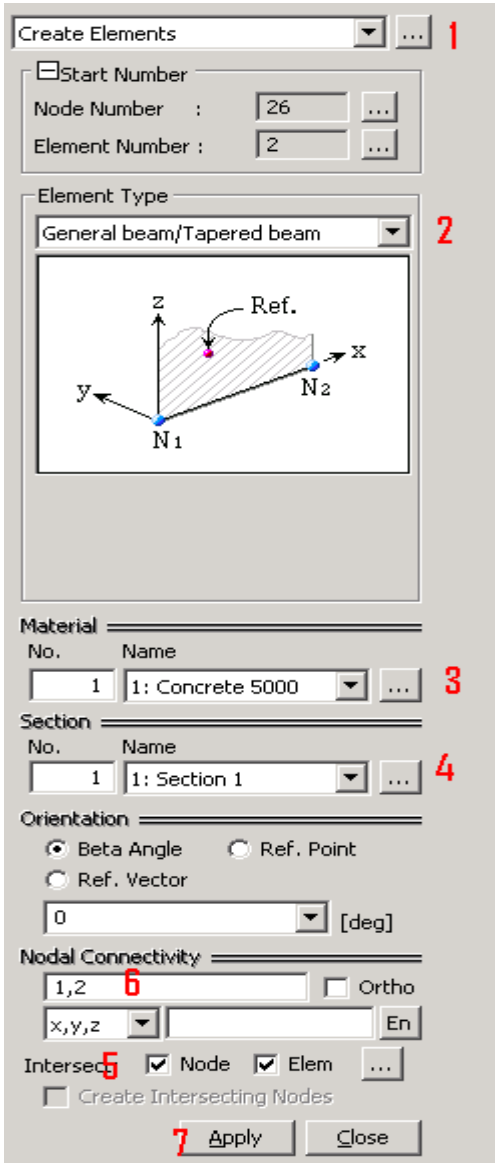 Create Elements ... 1
Start Number
Node Number : 26 ...
Element Number : 2 ...
Element Type
General beam/Tapered beam 2
z Ref.
x
y N2
N1
Material
No. Name
1 1: Concrete 5000 ... 3
Section
No. Name
1 1: Section 1 ... 4
Orientation
Beta Angle Ref. Point
Ref. Vector
0 [deg]
Nodal Connectivity
1,2 6 Ortho
x,y,z En
Intersect 5 Node Elem ...
Create Intersecting Nodes
7 Apply Close